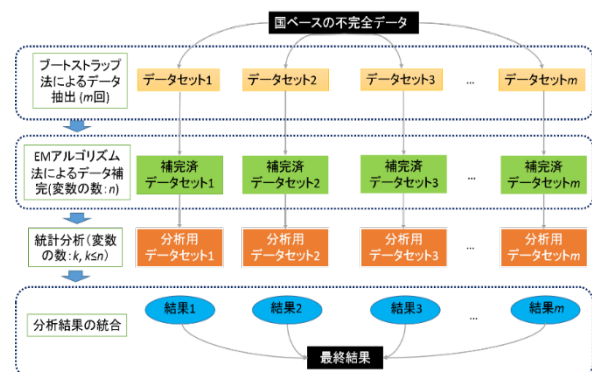 国ベースの不完全データ
ブートストラップ
法によるデータ
抽出(m回)
データセット1
データセット2
データセット3
...
データセットm
EMアルゴリズム
法によるデータ補
完(変数の数:n)
補完済
データセット1
補完済
データセット2
補完済
データセット3
...
補完済
データセットm
統計分析(変数
の数:k, k≤n)
分析用
データセット1
分析用
データセット2
分析用
データセット3
...
分析用
データセットm
分析結果の統合
結果1
結果2
結果3
...
結果m
最終結果